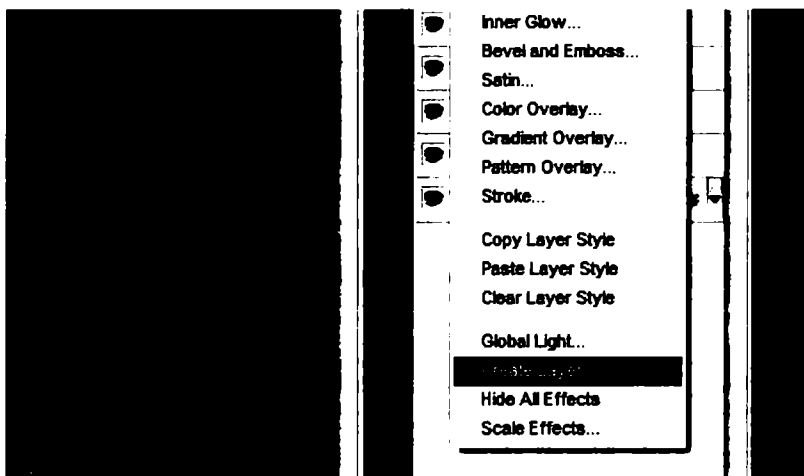 Inner Glow...
Bevel and Emboss...
Satin...
Color Overlay...
Gradient Overlay...
Pattern Overlay...
Stroke...
Copy Layer Style
Paste Layer Style
Clear Layer Style
Global Light...
Hide All Effects
Scale Effects...